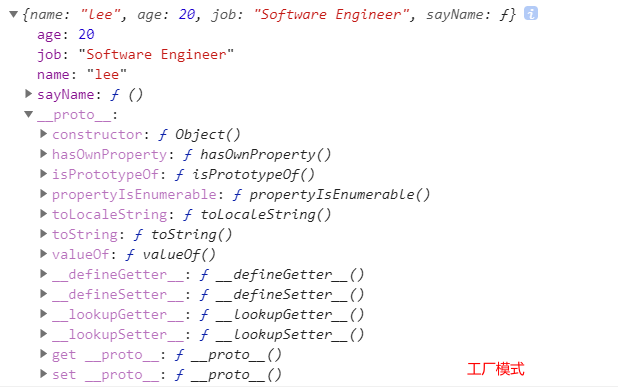 {name: "lee", age: 20, job: "Software Engineer", sayName: ƒ} i
age: 20
job: "Software Engineer"
name: "lee"
sayName: ƒ ()
__proto__:
constructor: ƒ Object()
hasOwnProperty: ƒ hasOwnProperty()
isPrototypeOf: ƒ isPrototypeOf()
propertyIsEnumerable: ƒ propertyIsEnumerable()
toLocaleString: ƒ toLocaleString()
toString: ƒ toString()
valueOf: ƒ valueOf()
__defineGetter__: ƒ __defineGetter__()
__defineSetter__: ƒ __defineSetter__()
__lookupGetter__: ƒ __lookupGetter__()
__lookupSetter__: ƒ __lookupSetter__()
get __proto__: ƒ __proto__()
set __proto__: ƒ __proto__()
工厂模式